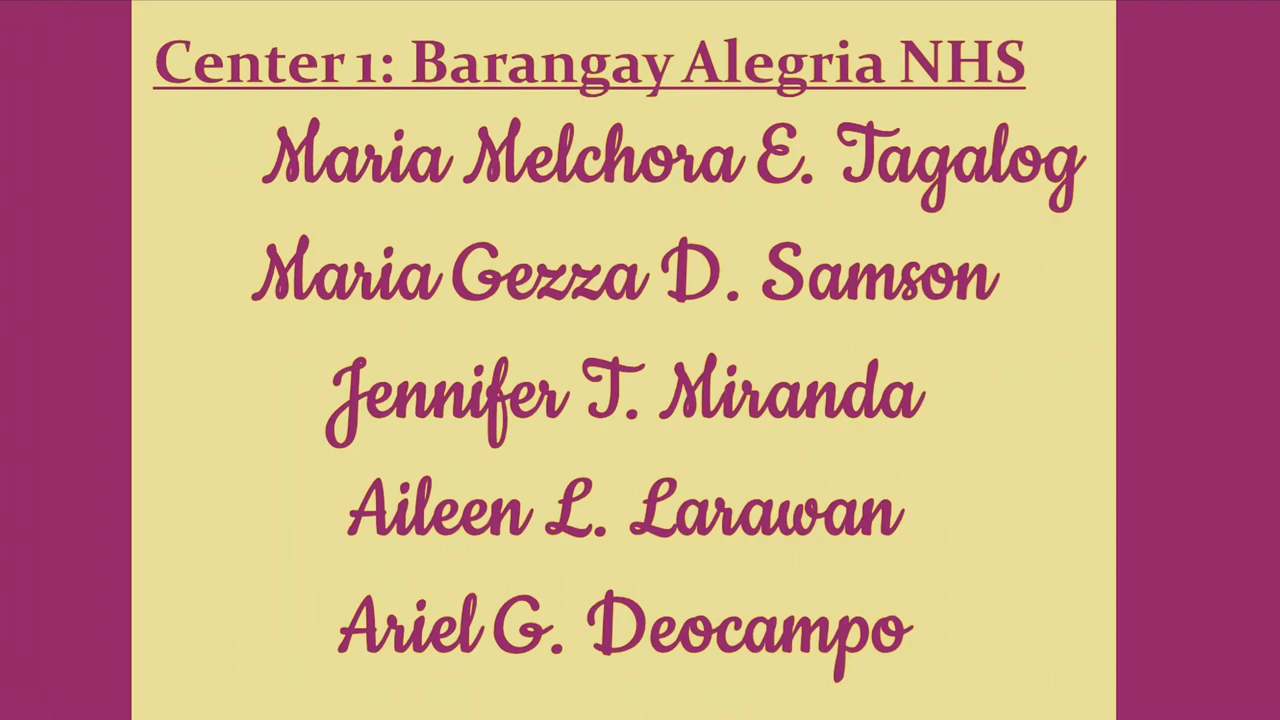 Center 1: Barangay Alegria NHS
Maria Melchora E. Tagalog
Maria Gezza D. Samson
Jennifer T. Miranda
Aileen L. Larawan
Ariel G. Deocampo